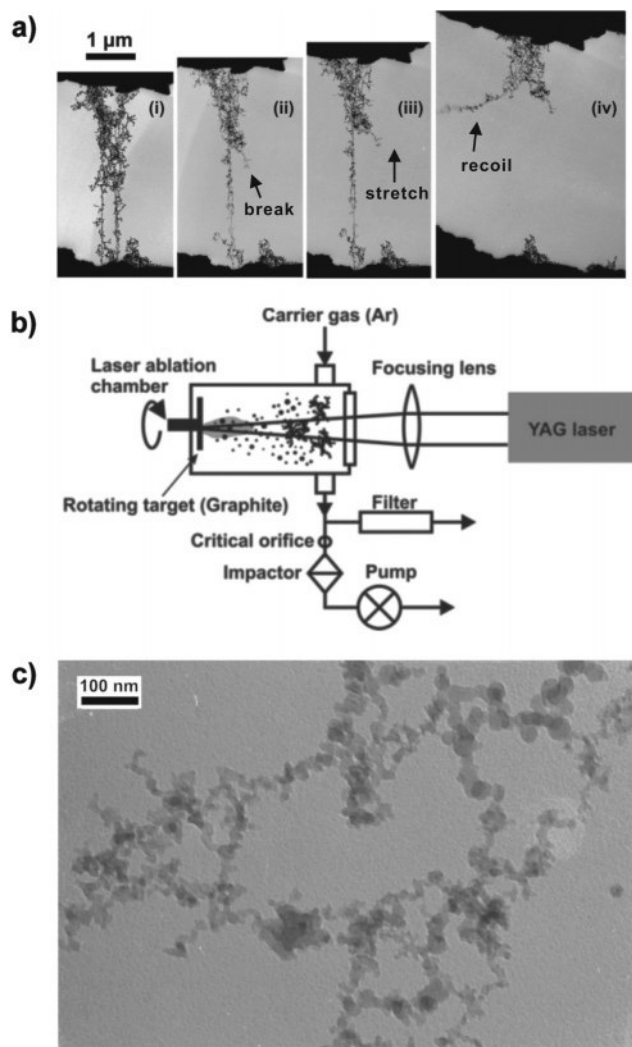 a)
1 µm
(i)
(ii)
(iii)
(iv)
break
stretch
recoil
b)
Carrier gas (Ar)
Laser ablation
chamber
Focusing lens
YAG laser
Rotating target (Graphite)
Filter
Critical orifice
Impactor
Pump
c)
100 nm